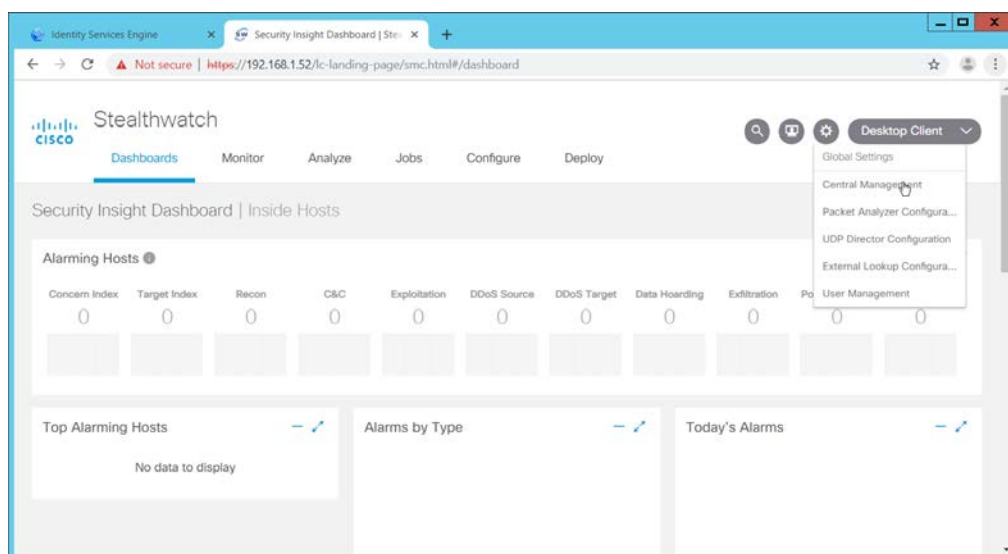 Identity Services Engine
Security Insight Dashboard | Ste
Not secure | https://192.168.1.52/lc-landing-page/smc.html#/dashboard
CISCO
Stealthwatch
Desktop Client
Dashboards Monitor Analyze Jobs Configure Deploy
Global Settings
Central Management
Packet Analyzer Configura...
UDP Director Configuration
External Lookup Configura...
User Management
Security Insight Dashboard | Inside Hosts
Alarming Hosts
Concern Index Target Index Recon C&C Exploitation DDoS Source DDoS Target Data Hoarding Exfiltration Po
0 0 0 0 0 0 0 0 0 0 0
Top Alarming Hosts
No data to display
Alarms by Type
Today's Alarms